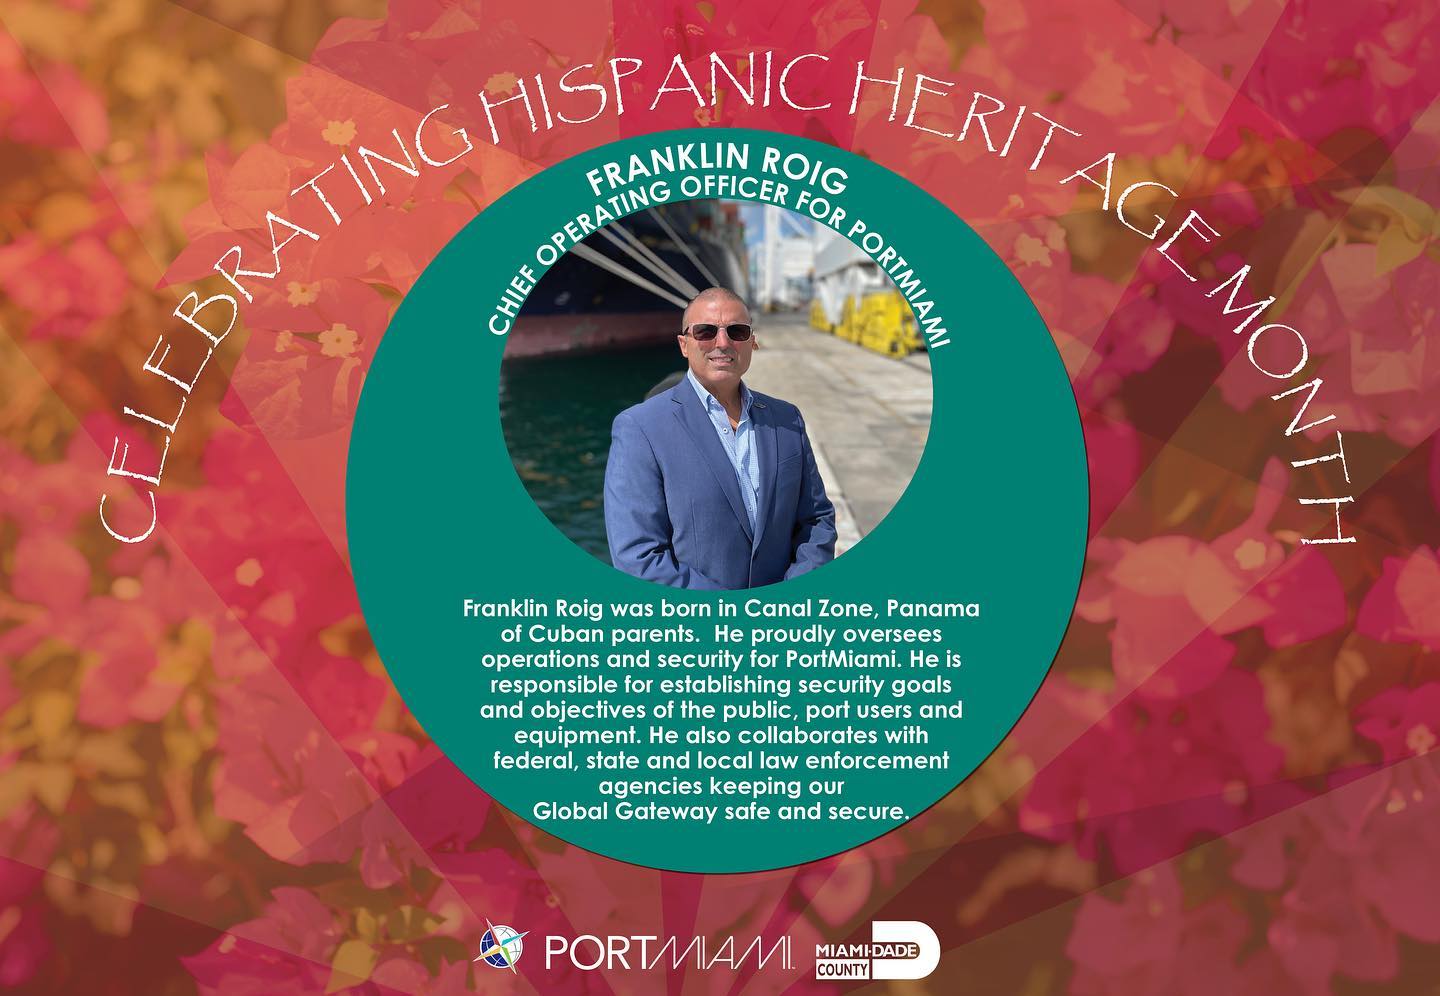 CELEBRATING HISPANIC HERITAGE MONTH
FRANKLIN ROIG
CHIEF OPERATING OFFICER FOR PORTMIAMI
Franklin Roig was born in Canal Zone, Panama
of Cuban parents.  He proudly oversees
operations and security for PortMiami. He is
responsible for establishing security goals
and objectives of the public, port users and
equipment. He also collaborates with
federal, state and local law enforcement
agencies keeping our
Global Gateway safe and secure.
PORTMIAMI
MIAMI-DADE
COUNTY